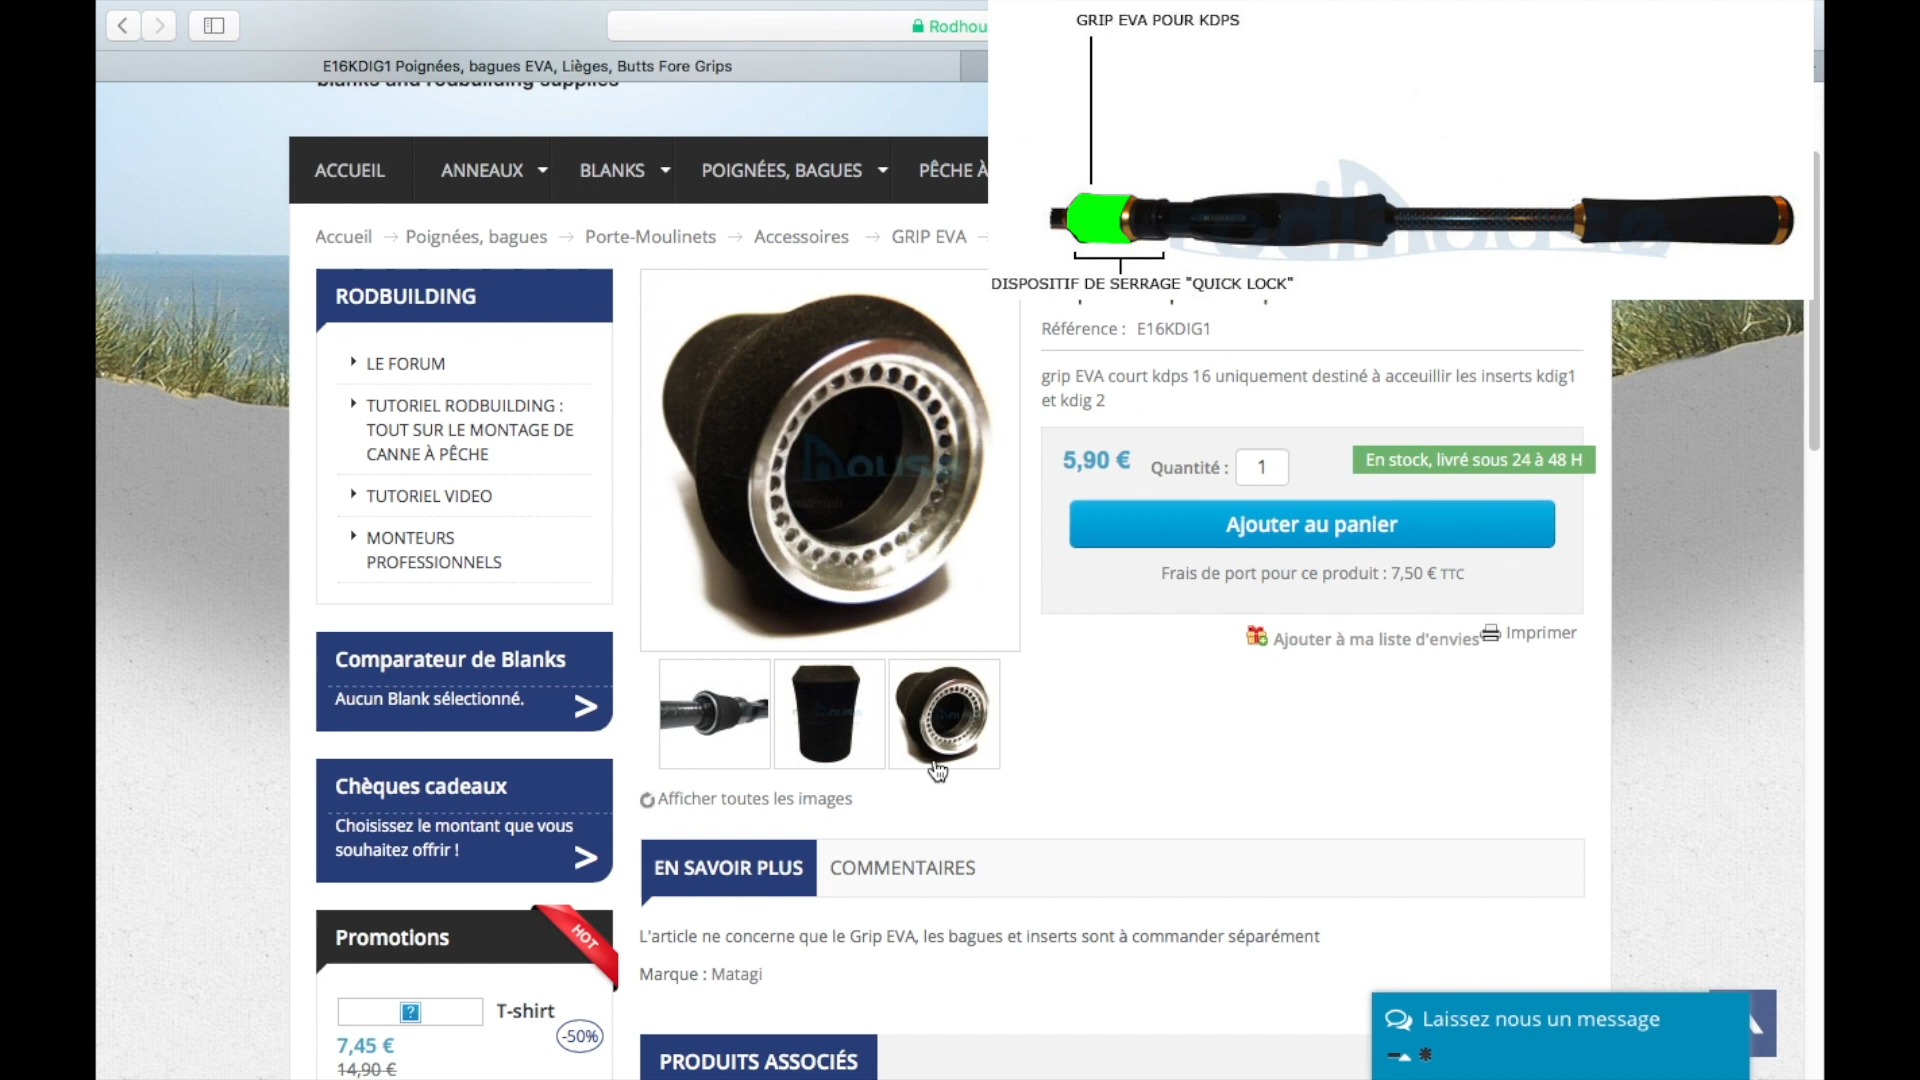 GRIP EVA POUR KDPS
Rodhou
E16KDIG1 Poignées, bagues EVA, Lièges, Butts Fore Grips
blanks and rodbuilding supplies
ACCUEIL
ANNEAUX
BLANKS
POIGNÉES, BAGUES
PÊCHE À
Accueil
Poignées, bagues
Porte-Moulinets
Accessoires
GRIP EVA
DISPOSITIF DE SERRAGE "QUICK LOCK"
RODBUILDING
LE FORUM
TUTORIEL RODBUILDING :
TOUT SUR LE MONTAGE DE
CANNE À PÊCHE
TUTORIEL VIDEO
MONTEURS
PROFESSIONNELS
Référence : E16KDIG1
grip EVA court kdps 16 uniquement destiné à acceuillir les inserts kdig1
et kdig 2
5,90 €
Quantité :
1
En stock, livré sous 24 à 48 H
Ajouter au panier
Frais de port pour ce produit : 7,50 € TTC
Ajouter à ma liste d'envies
Imprimer
Comparateur de Blanks
Aucun Blank sélectionné.
>
Chèques cadeaux
Choisissez le montant que vous
souhaitez offrir !
>
Afficher toutes les images
EN SAVOIR PLUS
COMMENTAIRES
L'article ne concerne que le Grip EVA, les bagues et inserts sont à commander séparément
Marque : Matagi
Promotions
HOT
?
T-shirt
7,45 €
-50%
14,90 €
PRODUITS ASSOCIÉS
Laissez nous un message